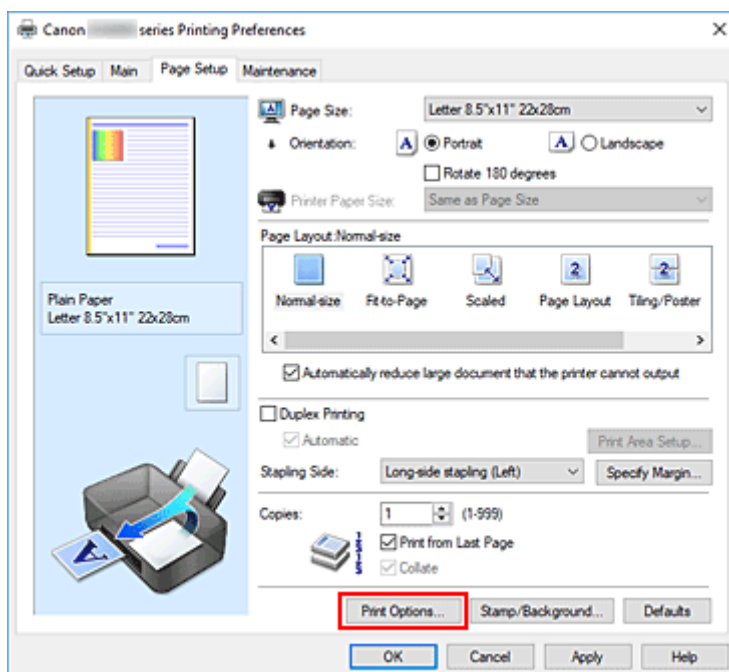 Canon series Printing Preferences
Quick Setup Main Page Setup Maintenance
Page Size: Letter 8.5"x11" 22x28cm
Orientation: A Portrait A Landscape
Rotate 180 degrees
Printer Paper Size: Same as Page Size
Page Layout:Normal-size
Normal-size Fit-to-Page Scaled Page Layout Tiling/Poster
Plain Paper
Letter 8.5"x11" 22x28cm
Automatically reduce large document that the printer cannot output
Duplex Printing
Automatic Print Area Setup...
Stapling Side: Long-side stapling (Left) Specify Margin...
Copies: 1 (1-999)
Print from Last Page
Collate
Print Options... Stamp/Background... Defaults
OK Cancel Apply Help